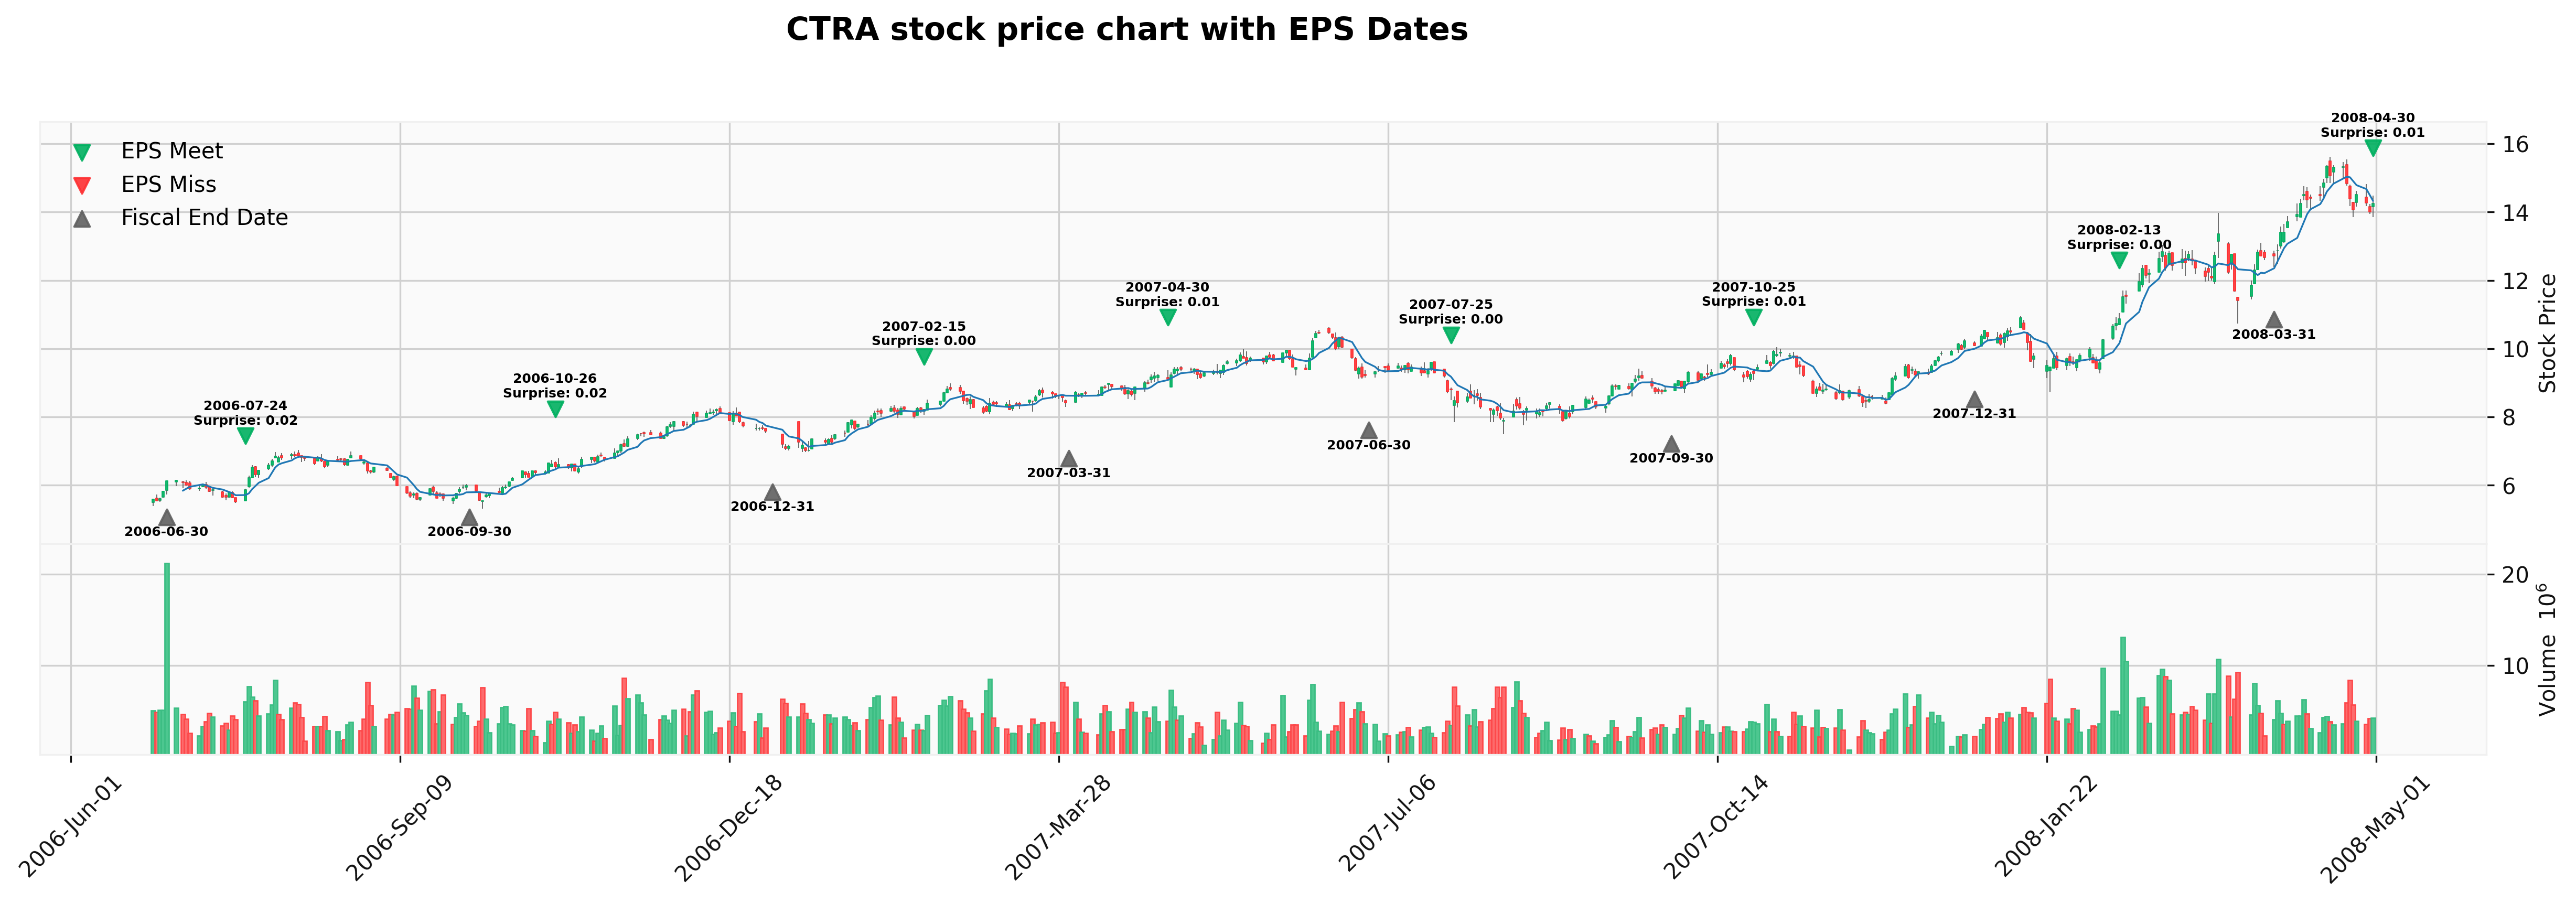 CTRA stock price chart with EPS Dates
EPS Meet
EPS Miss
Fiscal End Date
2006-07-24
Surprise: 0.02
2006-10-26
Surprise: 0.02
2007-02-15
Surprise: 0.00
2007-04-30
Surprise: 0.01
2007-07-25
Surprise: 0.00
2007-10-25
Surprise: 0.01
2008-02-13
Surprise: 0.00
2008-04-30
Surprise: 0.01
2006-06-30
2006-09-30
2006-12-31
2007-03-31
2007-06-30
2007-09-30
2007-12-31
2008-03-31
16
14
12
10
8
6
Stock Price
20
10
Volume 10^6
2006-Jun-01
2006-Sep-09
2006-Dec-18
2007-Mar-28
2007-Jul-06
2007-Oct-14
2008-Jan-22
2008-May-01